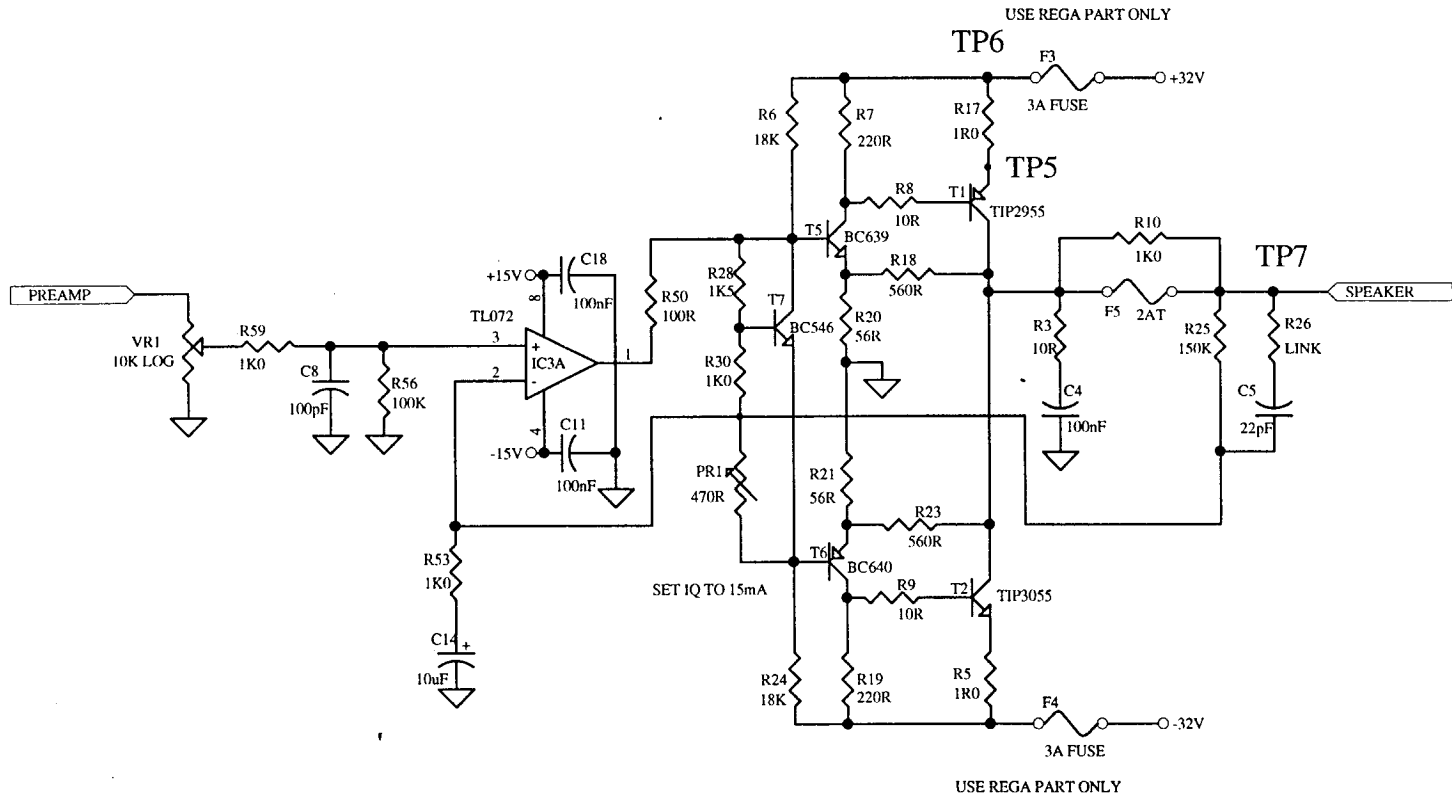 USE REGA PART ONLY
TP6
F3
+32V
3A FUSE
R6
18K
R7
220R
R17
1R0
TP5
R8
10R
T1
TIP2955
R10
1K0
T5
BC639
TP7
C18
+15V
100nF
R28
1K5
R18
560R
PREAMP
8
R50
100R
T7
BC546
R20
56R
F5
2AT
SPEAKER
TL072
R59
1K0
VR1
10K LOG
3
+
IC3A
1
2
-
R3
10R
R25
150K
R26
LINK
R30
1K0
C8
100pF
R56
100K
C4
100nF
C5
22pF
4
C11
-15V
100nF
PR1
470R
R21
56R
R23
560R
R53
1K0
T6
BC640
SET IQ TO 15mA
R9
10R
T2
TIP3055
C14
+
10uF
R24
18K
R19
220R
R5
1R0
F4
-32V
3A FUSE
USE REGA PART ONLY